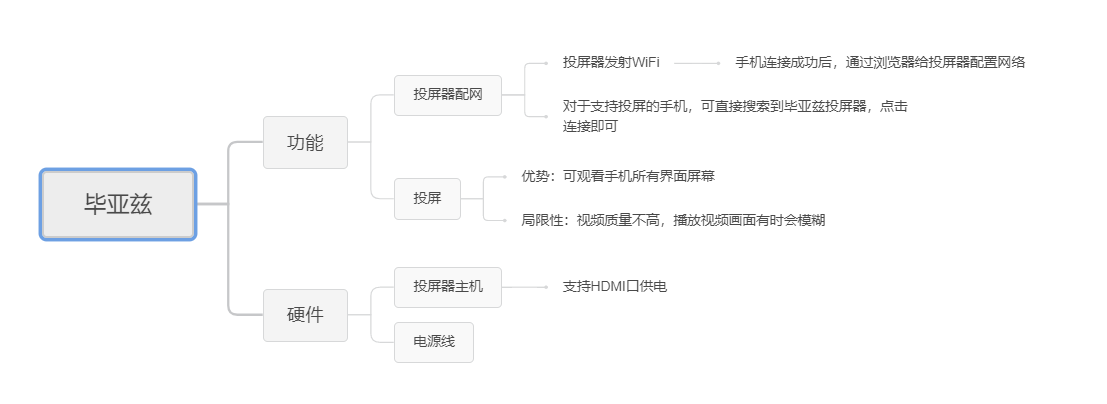 毕亚兹
功能
投屏器配网
投屏器发射WiFi
手机连接成功后，通过浏览器给投屏器配置网络
对于支持投屏的手机，可直接搜索到毕亚兹投屏器，点击
连接即可
投屏
优势：可观看手机所有界面屏幕
局限性：视频质量不高，播放视频画面有时会模糊
硬件
投屏器主机
支持HDMI口供电
电源线